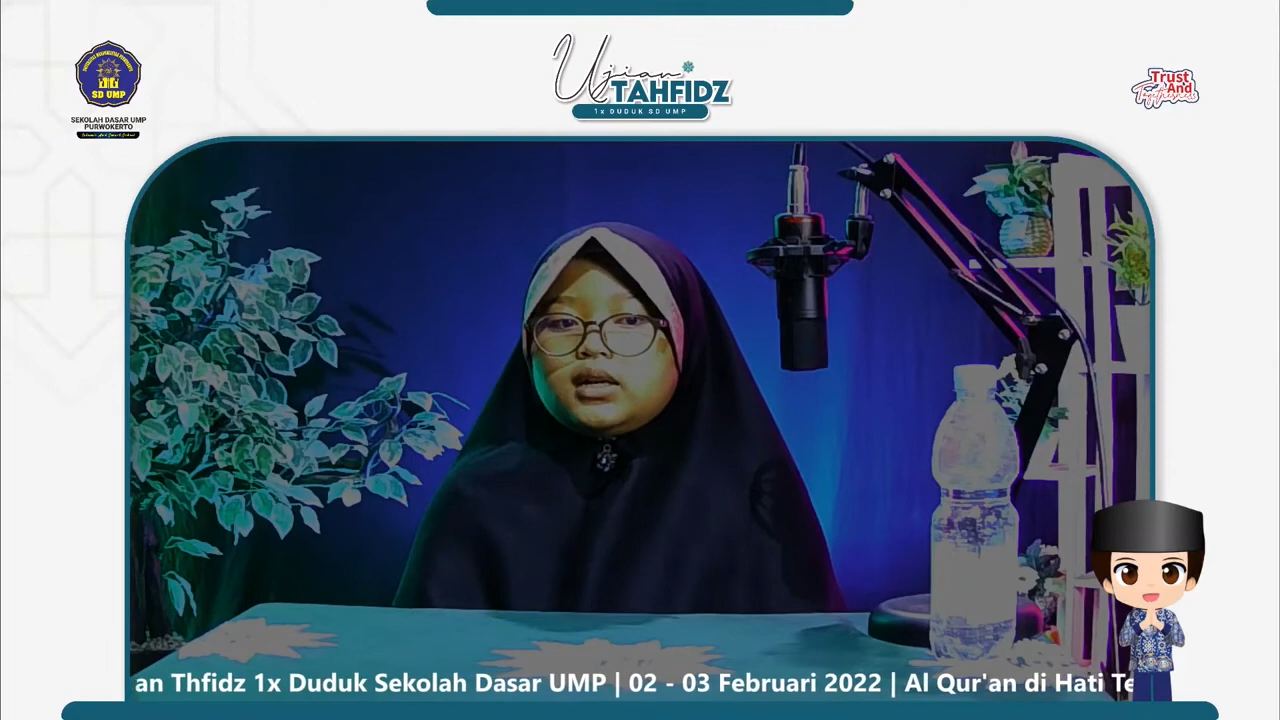 Ujian
TAHFIDZ
1x DUDUK SD UMP
SD UMP
SEKOLAH DASAR UMP
PURWOKERTO
Trust
And
Togetherness
an Thfidz 1x Duduk Sekolah Dasar UMP | 02 - 03 Februari 2022 | Al Qur'an di Hati Te